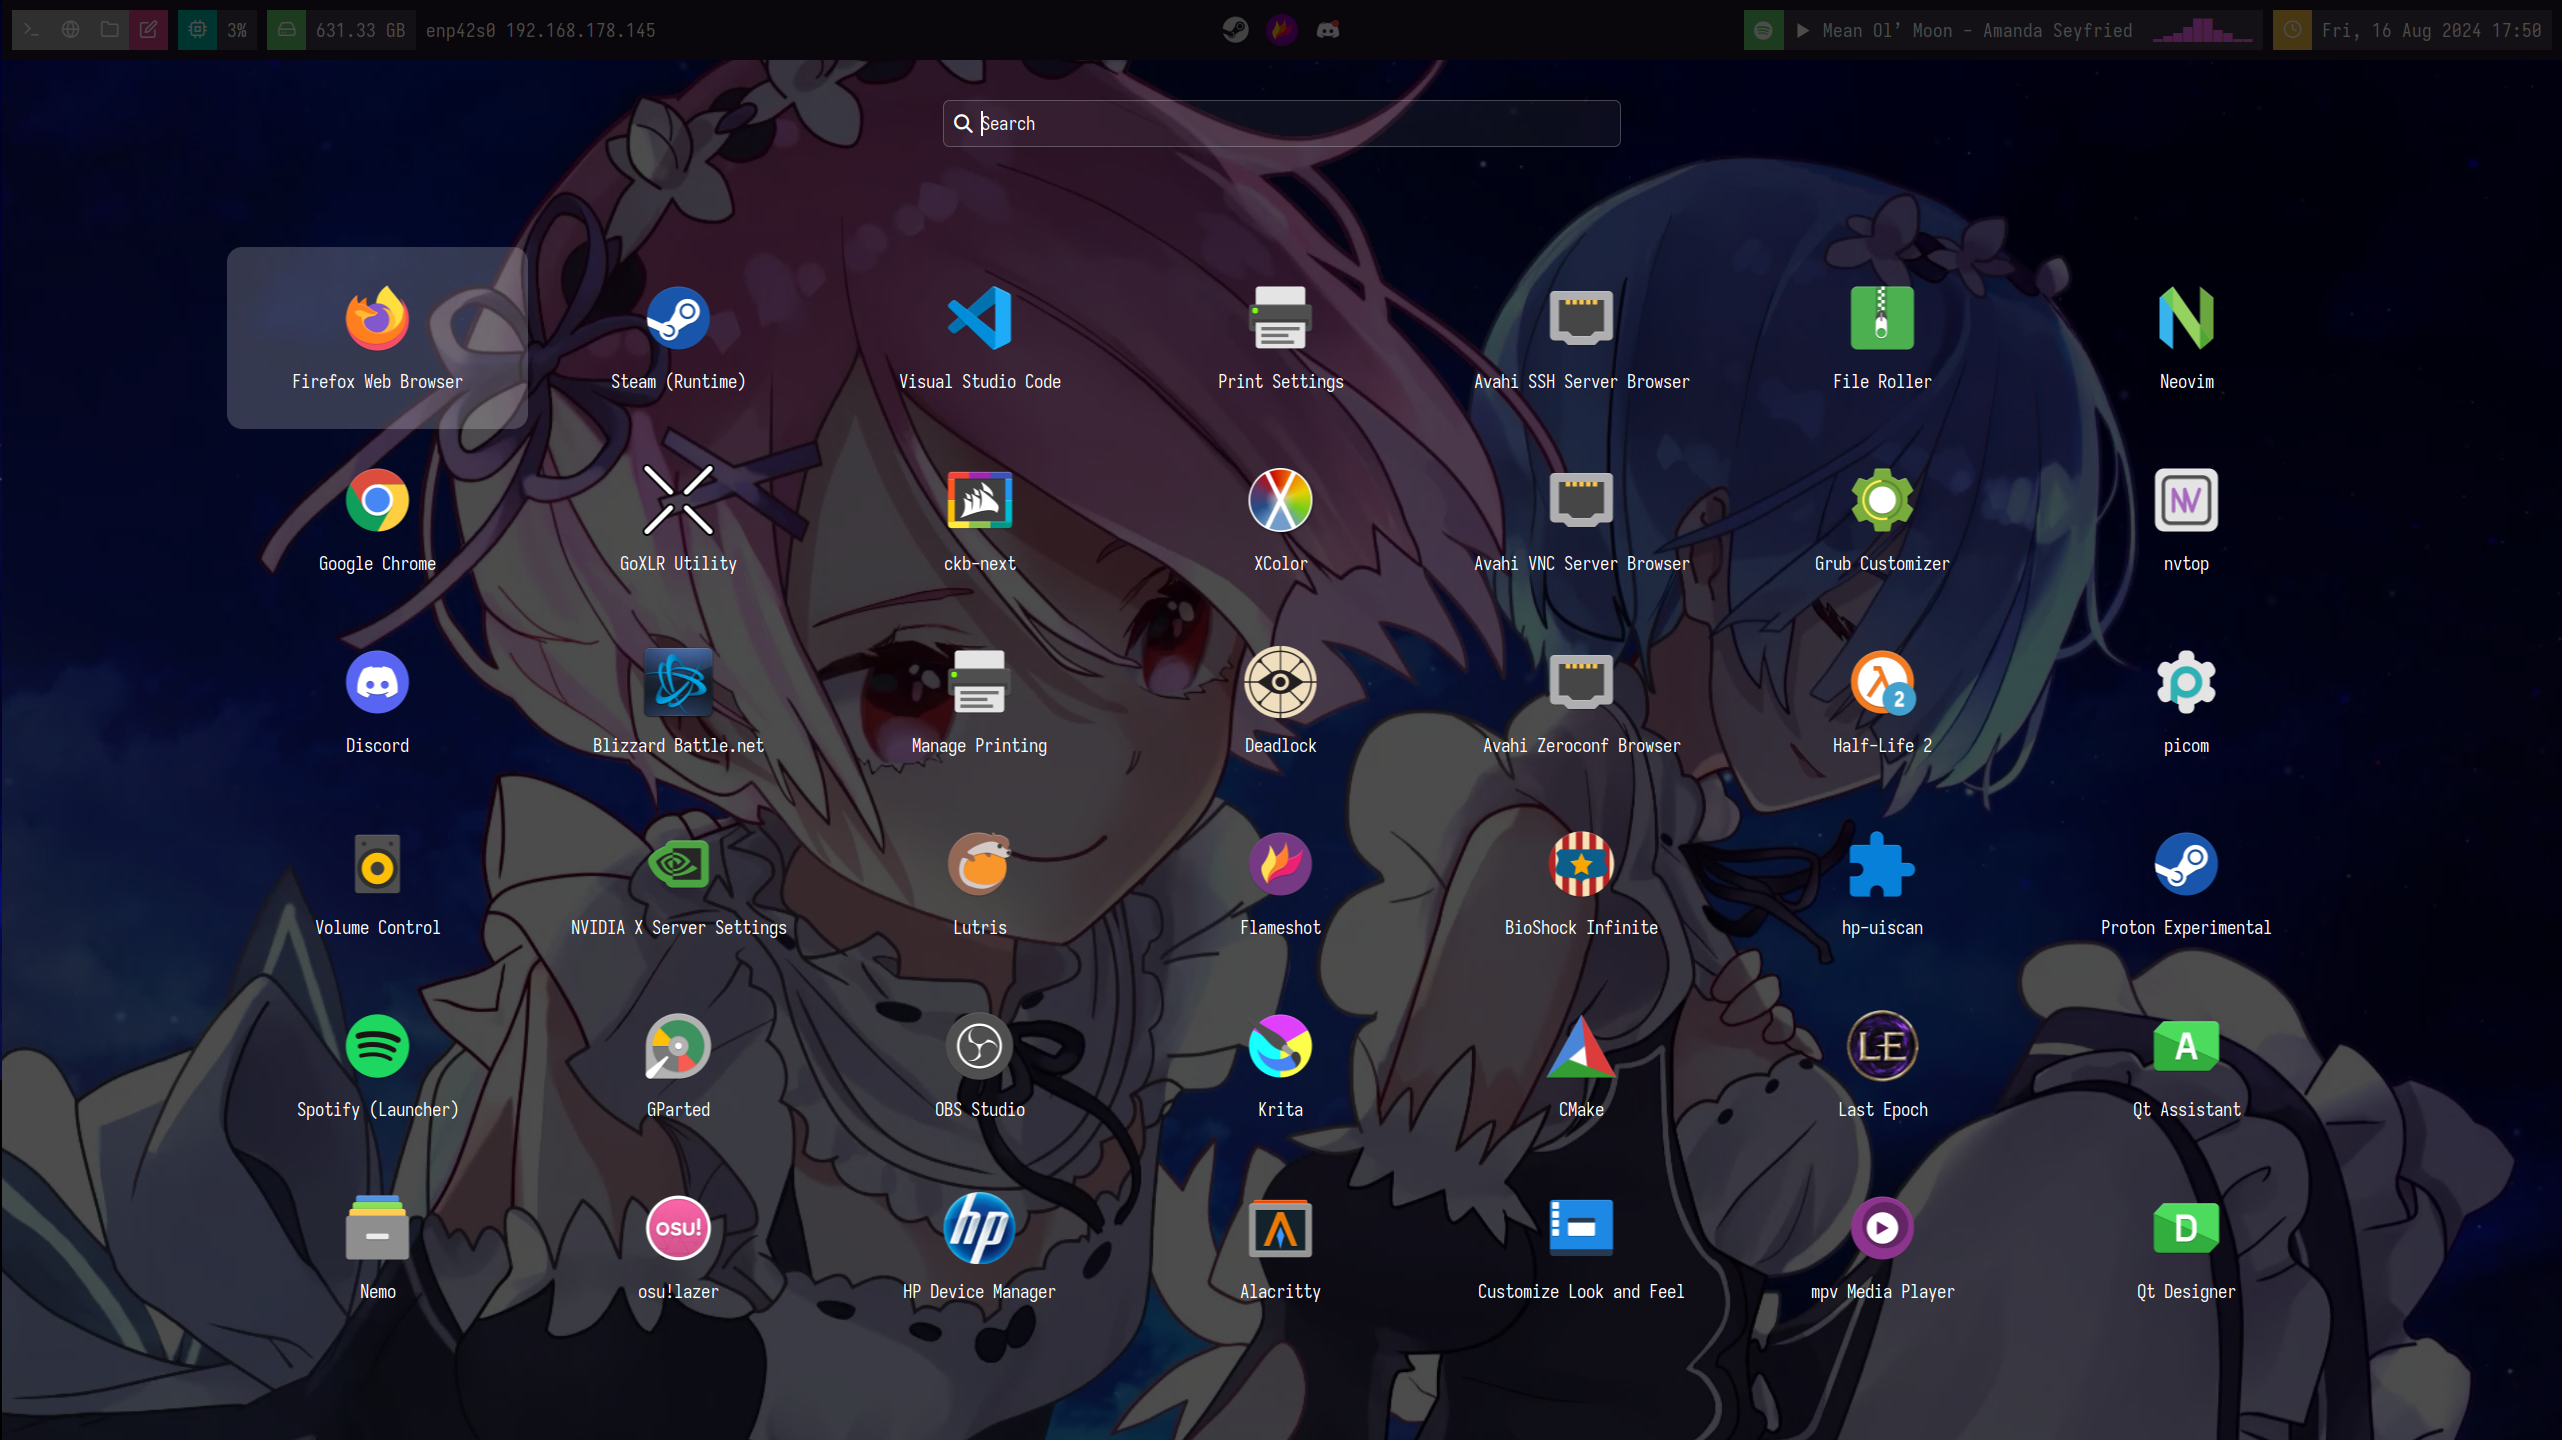 3%
631.33 GB
enp42s0 192.168.178.145
Mean Ol’ Moon - Amanda Seyfried
Fri, 16 Aug 2024 17:50
Search
Firefox Web Browser
Steam (Runtime)
Visual Studio Code
Print Settings
Avahi SSH Server Browser
File Roller
Neovim
Google Chrome
GoXLR Utility
ckb-next
XColor
Avahi VNC Server Browser
Grub Customizer
nvtop
Discord
Blizzard Battle.net
Manage Printing
Deadlock
Avahi Zeroconf Browser
2
Half-Life 2
picom
Volume Control
NVIDIA X Server Settings
Lutris
Flameshot
BioShock Infinite
hp-uiscan
Proton Experimental
LE
A
Spotify (Launcher)
GParted
OBS Studio
Krita
CMake
Last Epoch
Qt Assistant
osu!
hp
D
Nemo
osu!lazer
HP Device Manager
Alacritty
Customize Look and Feel
mpv Media Player
Qt Designer